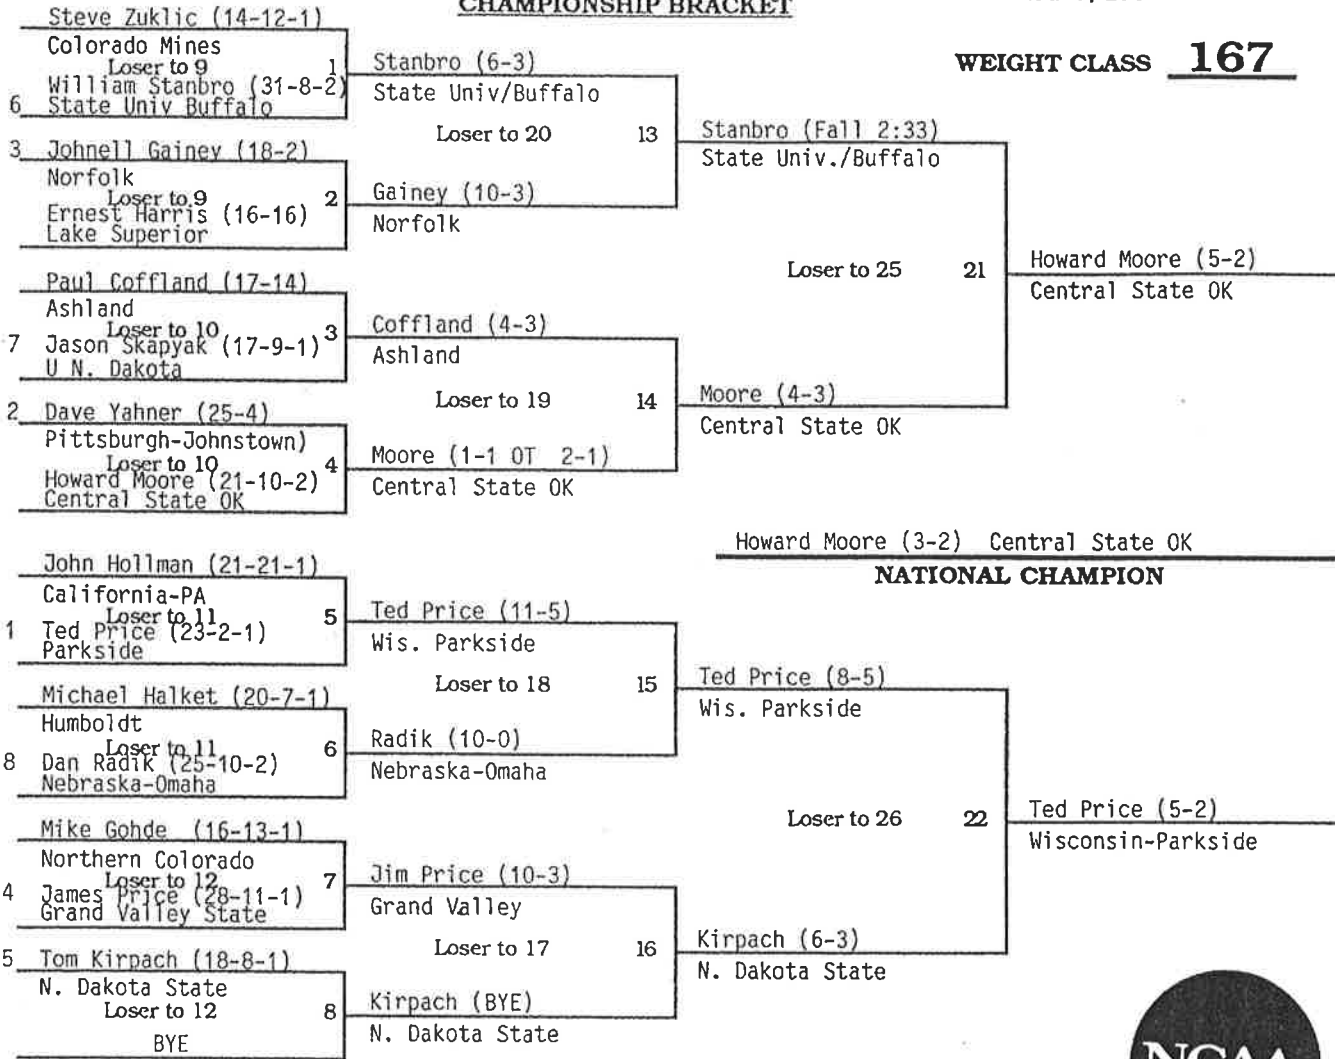 CHAMPIONSHIP BRACKET
WEIGHT CLASS 167
Steve Zuklic (14-12-1)
Colorado Mines
Loser to 9 1
William Stanbro (31-8-2)
6 State Univ Buffalo
Stanbro (6-3)
State Univ/Buffalo
Loser to 20 13
3 Johnell Gainey (18-2)
Norfolk
Loser to 9 2
Ernest Harris (16-16)
Lake Superior
Gainey (10-3)
Norfolk
Stanbro (Fall 2:33)
State Univ./Buffalo
Loser to 25 21
Paul Coffland (17-14)
Ashland
Loser to 10 3
7 Jason Skapyak (17-9-1)
U N. Dakota
Coffland (4-3)
Ashland
Loser to 19 14
2 Dave Yahner (25-4)
Pittsburgh-Johnstown)
Loser to 10 4
Howard Moore (21-10-2)
Central State OK
Moore (1-1 OT 2-1)
Central State OK
Moore (4-3)
Central State OK
Howard Moore (5-2)
Central State OK
Howard Moore (3-2) Central State OK
NATIONAL CHAMPION
John Hollman (21-21-1)
California-PA
Loser to 11 5
1 Ted Price (23-2-1)
Parkside
Ted Price (11-5)
Wis. Parkside
Loser to 18 15
Michael Halket (20-7-1)
Humboldt
Loser to 11 6
8 Dan Radik (25-10-2)
Nebraska-Omaha
Radik (10-0)
Nebraska-Omaha
Ted Price (8-5)
Wis. Parkside
Loser to 26 22
Mike Gohde (16-13-1)
Northern Colorado
Loser to 12 7
4 James Price (28-11-1)
Grand Valley State
Jim Price (10-3)
Grand Valley
Loser to 17 16
5 Tom Kirpach (18-8-1)
N. Dakota State
Loser to 12 8
BYE
Kirpach (BYE)
N. Dakota State
Kirpach (6-3)
N. Dakota State
Ted Price (5-2)
Wisconsin-Parkside
NCAA